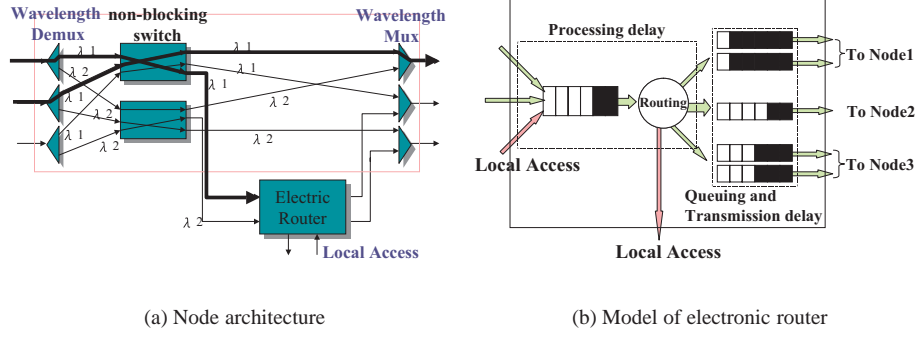 Wavelength
Demux
non-blocking
switch
Wavelength
Mux
λ 1
λ 1
λ 2
λ 1
λ 1
λ 1
λ 2
λ 1
λ 2
λ 2
λ 2
Electric
Router
Local Access
(a) Node architecture
Processing delay
Routing
Local Access
To Node1
To Node2
To Node3
Queuing and
Transmission delay
Local Access
(b) Model of electronic router